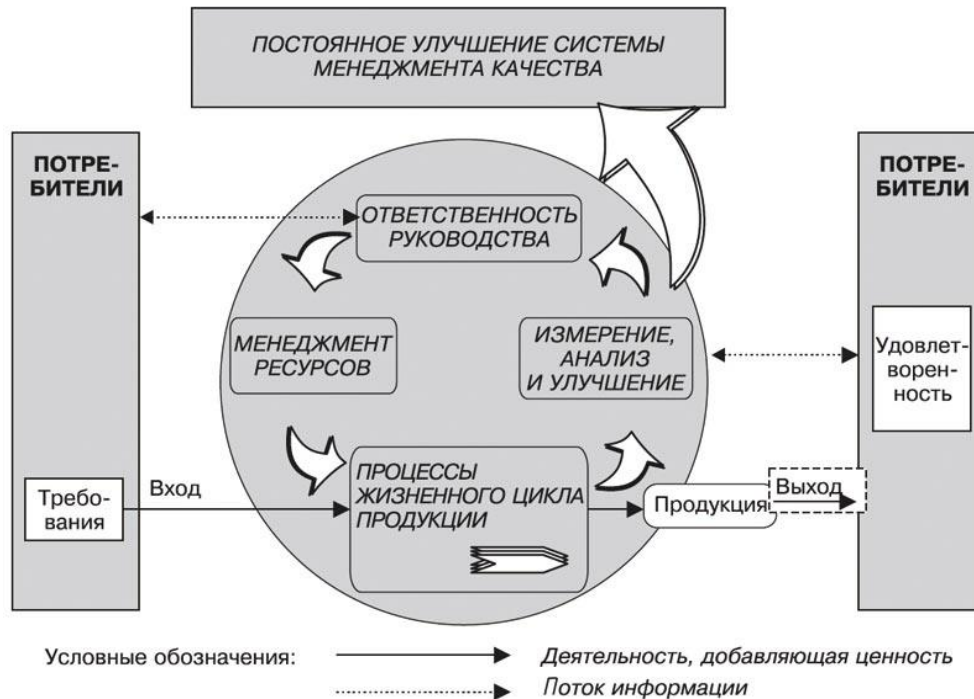 ПОСТОЯННОЕ УЛУЧШЕНИЕ СИСТЕМЫ
МЕНЕДЖМЕНТА КАЧЕСТВА
ПОТРЕ-
БИТЕЛИ
ПОТРЕ-
БИТЕЛИ
ОТВЕТСТВЕННОСТЬ
РУКОВОДСТВА
МЕНЕДЖМЕНТ
РЕСУРСОВ
ИЗМЕРЕНИЕ,
АНАЛИЗ
И УЛУЧШЕНИЕ
Удовлет-
ворен-
ность
Требо-
вания
Вход
ПРОЦЕССЫ
ЖИЗНЕННОГО ЦИКЛА
ПРОДУКЦИИ
Продукция
Выход
Условные обозначения:
Деятельность, добавляющая ценность
Поток информации